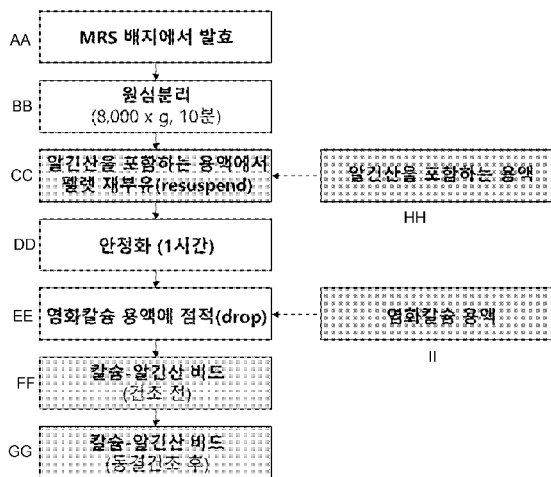 AA
MRS 배지에서 발효
BB
원심분리
(8,000 x g, 10분)
CC
알긴산을 포함하는 용액에서
펠렛 재부유(resuspend)
알긴산을 포함하는 용액
HH
DD
안정화 (1시간)
EE
염화칼슘 용액에 점적(drop)
염화칼슘 용액
II
FF
칼슘-알긴산 비드
(건조 전)
GG
칼슘-알긴산 비드
(동결건조 후)